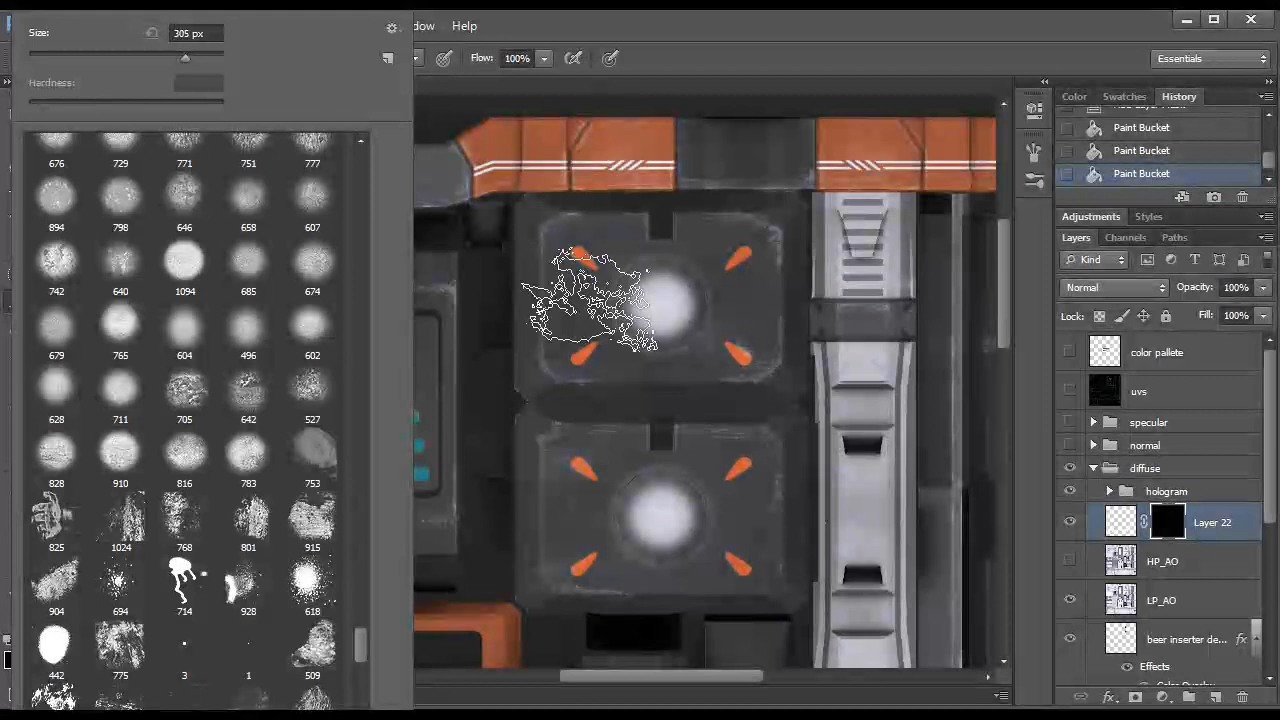 Size: 305 px
dow Help
Flow: 100%
Essentials
Hardness:
Color Swatches History
Paint Bucket
Paint Bucket
Paint Bucket
Adjustments Styles
Layers Channels Paths
Kind
Normal Opacity: 100%
Lock: Fill: 100%
color pallete
uvs
specular
normal
diffuse
hologram
Layer 22
HP_AO
LP_AO
beer inserter de... fx
Effects
676 729 771 751 777
894 798 646 658 607
742 640 1094 685 674
679 765 604 496 602
628 711 705 642 527
828 910 816 783 753
825 1024 768 801 915
904 694 714 928 618
442 775 3 1 509